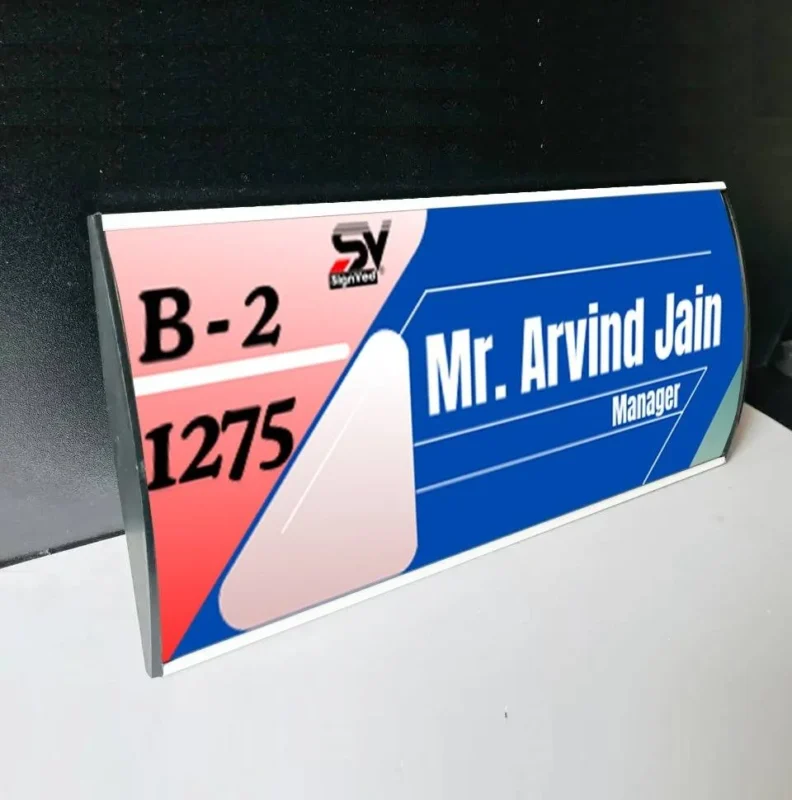 SV
SignVed®
B-2
1275
Mr. Arvind Jain
Manager